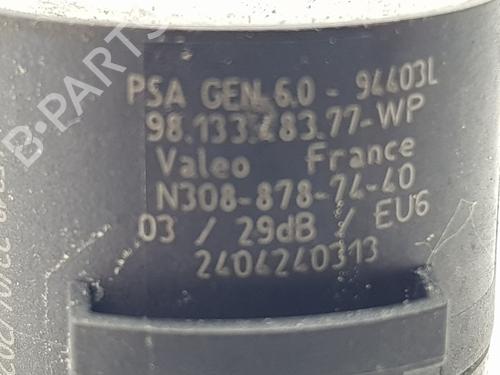 PSA GEN 6.0 - 94403L
98.133.483.77-WP
Valeo France
N308-878-74-40
03 / 29dB / EU6
2404240313
B-PARTS